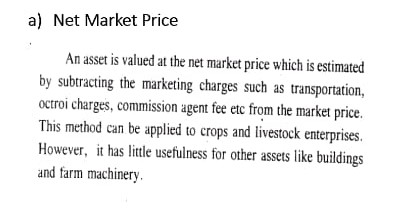 a) Net Market Price
An asset is valued at the net market price which is estimated
by subtracting the marketing charges such as transportation,
octroi charges, commission agent fee etc from the market price.
This method can be applied to crops and livestock enterprises.
However, it has little usefulness for other assets like buildings
and farm machinery.